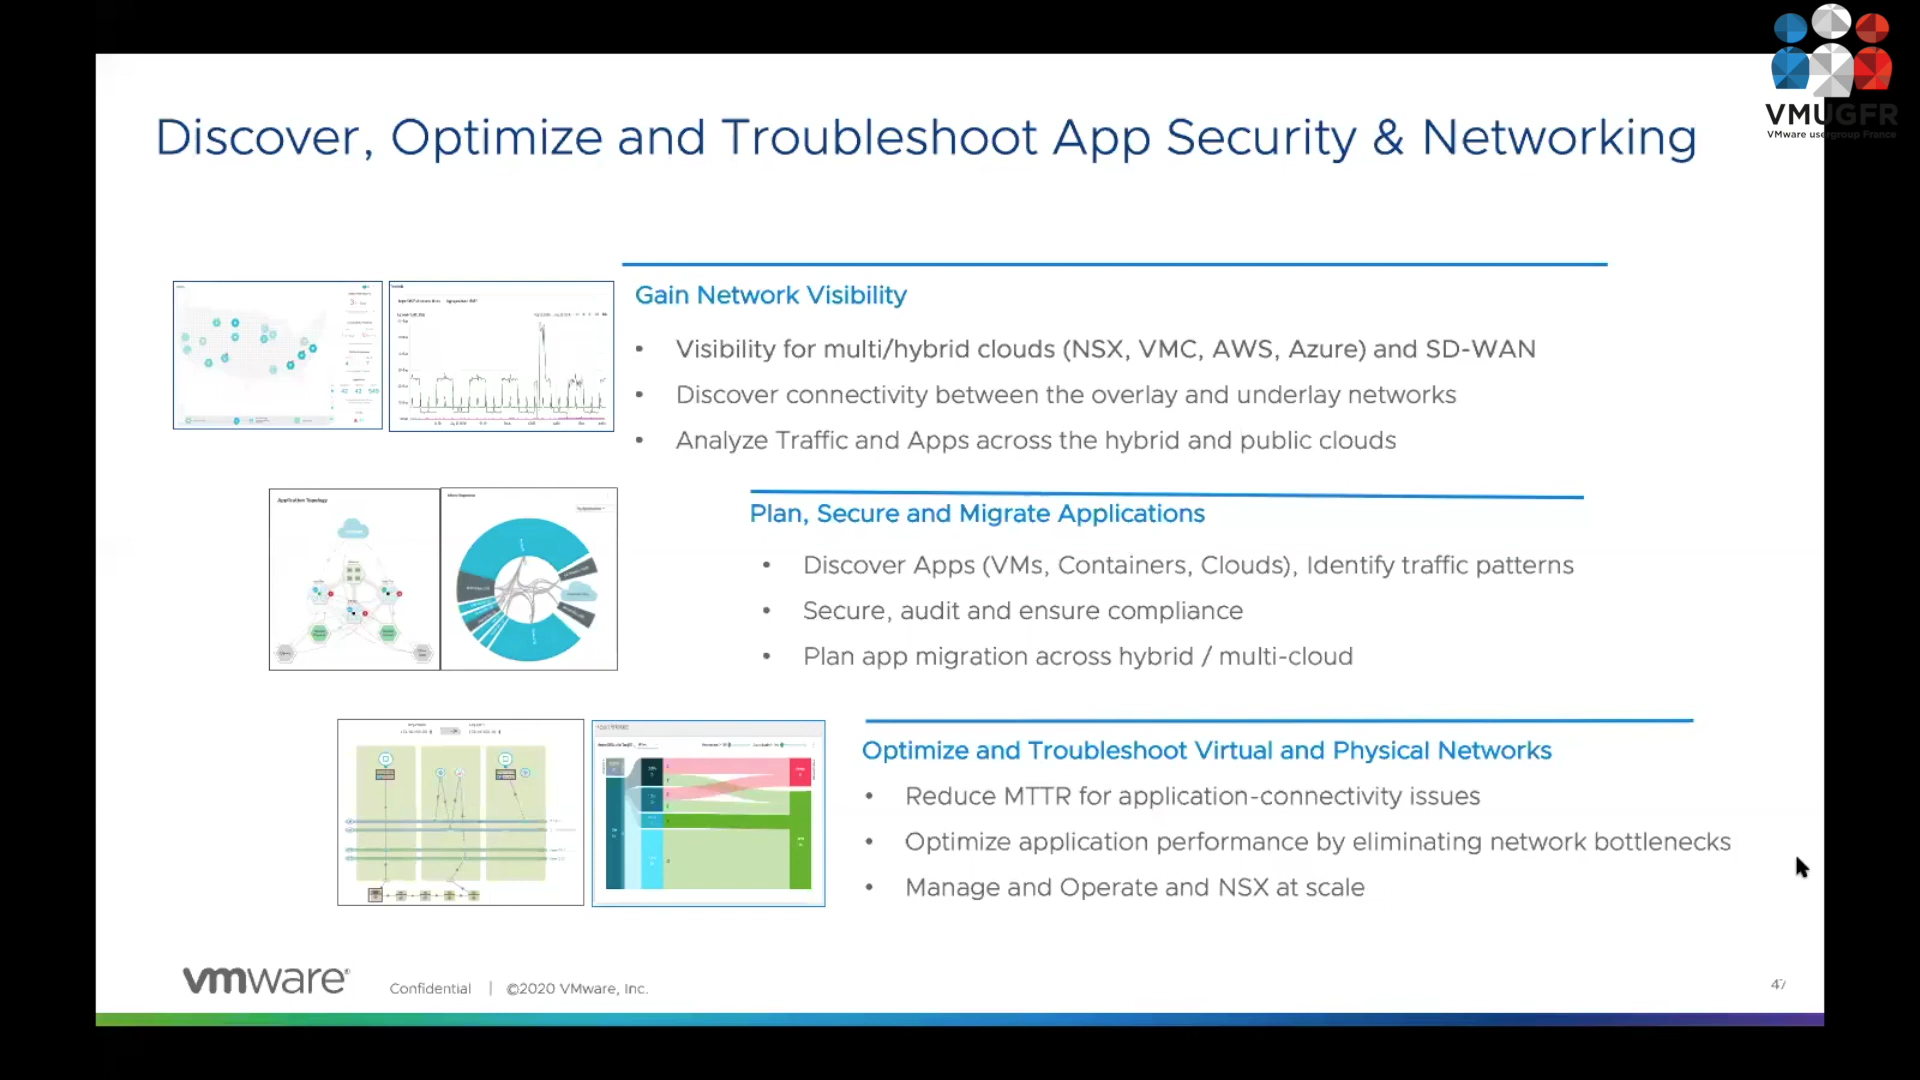 VMUGFR
VMware usergroup France
Discover, Optimize and Troubleshoot App Security & Networking
Gain Network Visibility
• Visibility for multi/hybrid clouds (NSX, VMC, AWS, Azure) and SD-WAN
• Discover connectivity between the overlay and underlay networks
• Analyze Traffic and Apps across the hybrid and public clouds
Application Topology
Plan, Secure and Migrate Applications
• Discover Apps (VMs, Containers, Clouds), Identify traffic patterns
• Secure, audit and ensure compliance
• Plan app migration across hybrid / multi-cloud
Optimize and Troubleshoot Virtual and Physical Networks
• Reduce MTTR for application-connectivity issues
• Optimize application performance by eliminating network bottlenecks
• Manage and Operate and NSX at scale
vmware®
Confidential | ©2020 VMware, Inc.
47